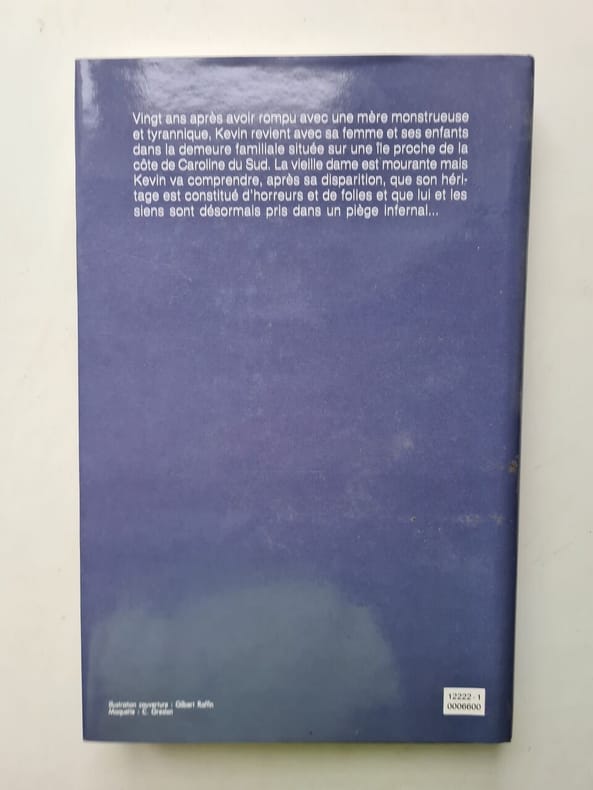 Vingt ans après avoir rompu avec une mère monstrueuse
et tyrannique, Kevin revient avec sa femme et ses enfants
dans la demeure familiale située sur une île proche de la
côte de Caroline du Sud. La vieille dame est mourante mais
Kevin va comprendre, après sa disparition, que son héri-
tage est constitué d'horreurs et de folies et que lui et les
siens sont désormais pris dans un piège infernal...
Illustration couverture : Gilbert Raffin
Maquette : C. Greslon
12222-1
0006600